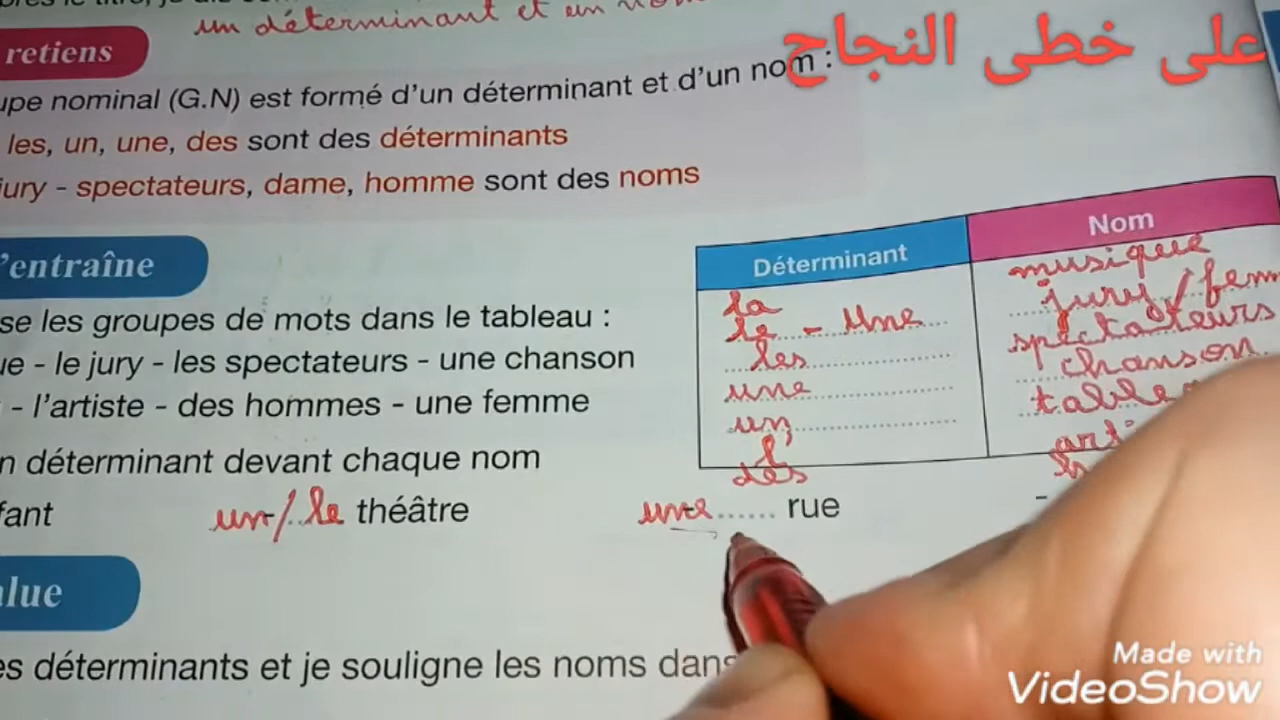 un déterminant et un nom
على خطى النجاح
retiens
upe nominal (G.N) est formé d'un déterminant et d'un nom :
les, un, une, des sont des déterminants
jury - spectateurs, dame, homme sont des noms
'entraîne
Déterminant Nom
la musique
le - une jury / femm
les spectateurs
une chanson
un table
l' arti
des h
se les groupes de mots dans le tableau :
ue - le jury - les spectateurs - une chanson
- l'artiste - des hommes - une femme
n déterminant devant chaque nom
fant un / le théâtre une ...... rue -
lue
es déterminants et je souligne les noms dans
Made with
VideoShow